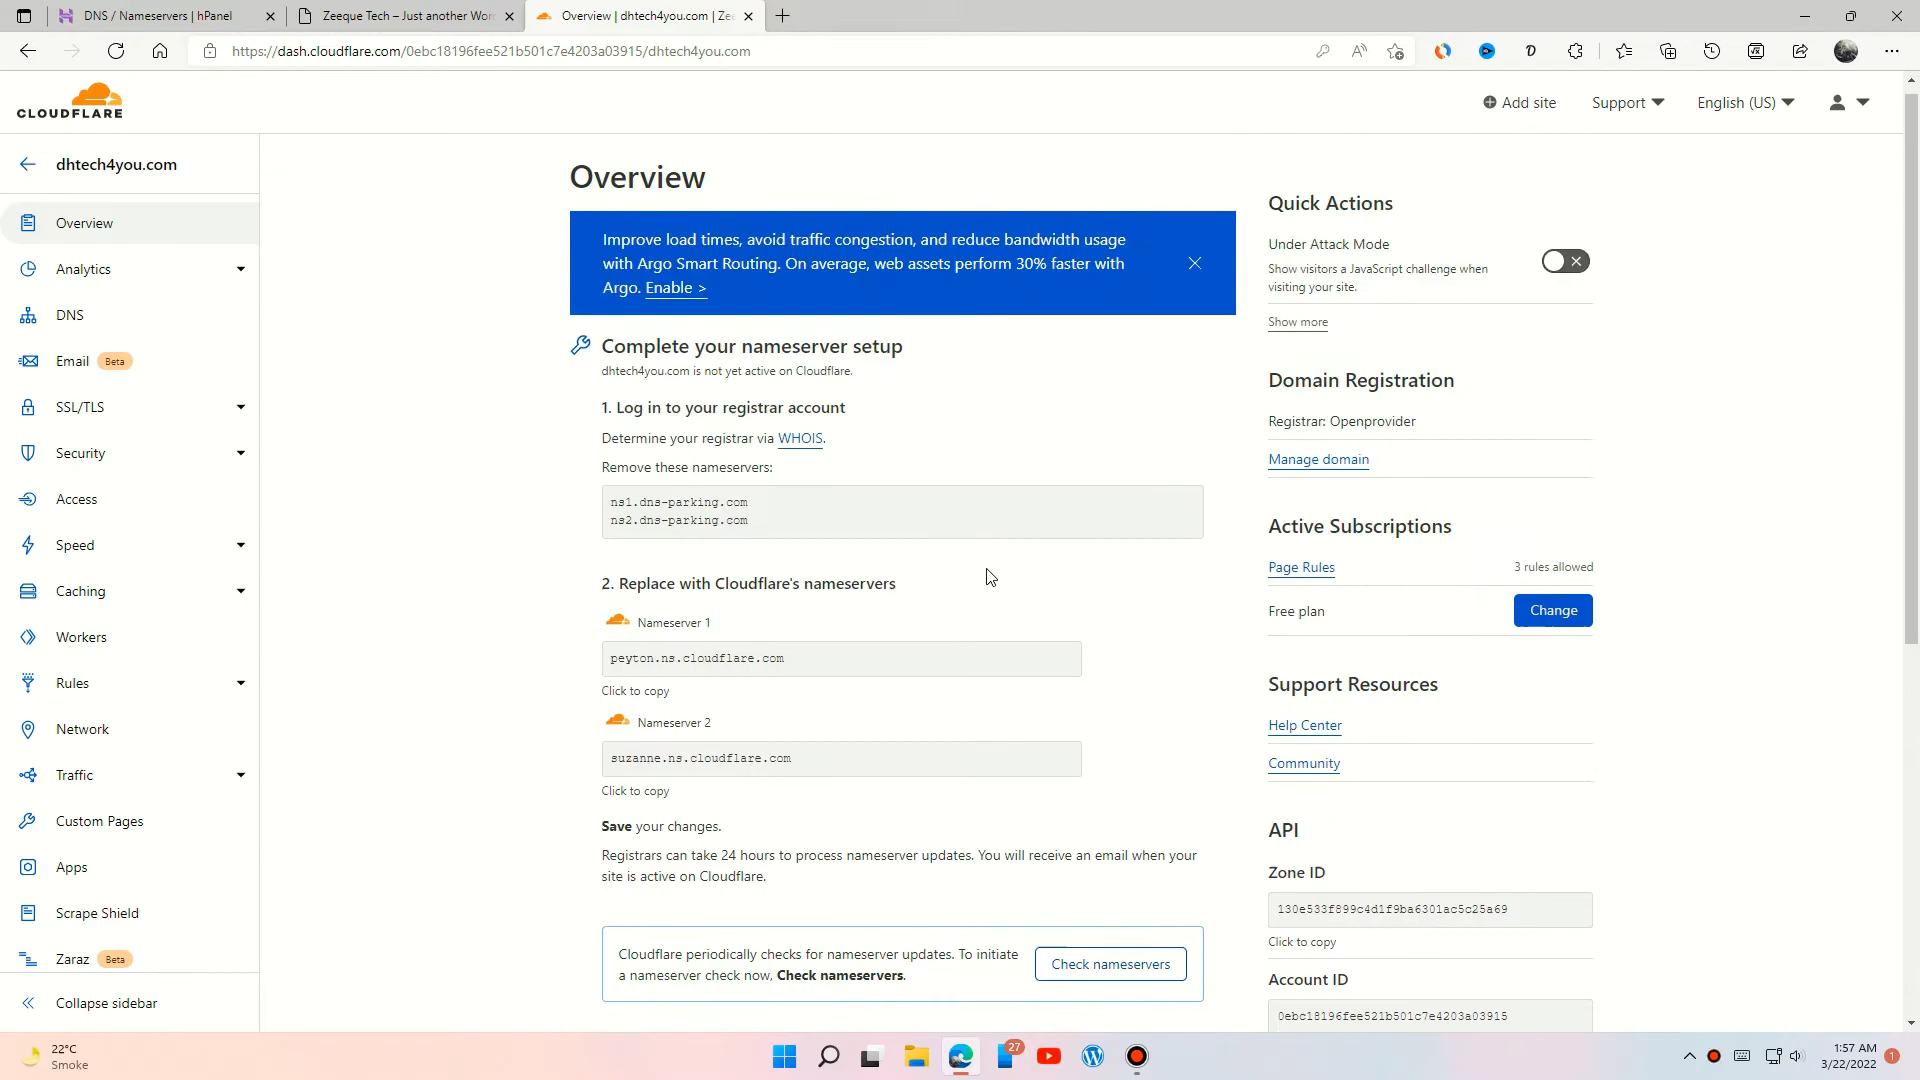 DNS / Nameservers | hPanel
Zeeque Tech – Just another Wor
Overview | dhtech4you.com | Zee
https://dash.cloudflare.com/0ebc18196fee521b501c7e4203a03915/dhtech4you.com
CLOUDFLARE
Add site
Support
English (US)
dhtech4you.com
Overview
Analytics
DNS
Email Beta
SSL/TLS
Security
Access
Speed
Caching
Workers
Rules
Network
Traffic
Custom Pages
Apps
Scrape Shield
Zaraz Beta
Collapse sidebar
Overview
Improve load times, avoid traffic congestion, and reduce bandwidth usage
with Argo Smart Routing. On average, web assets perform 30% faster with
Argo. Enable >
Complete your nameserver setup
dhtech4you.com is not yet active on Cloudflare.
1. Log in to your registrar account
Determine your registrar via WHOIS.
Remove these nameservers:
ns1.dns-parking.com
ns2.dns-parking.com
2. Replace with Cloudflare's nameservers
Nameserver 1
peyton.ns.cloudflare.com
Click to copy
Nameserver 2
suzanne.ns.cloudflare.com
Click to copy
Save your changes.
Registrars can take 24 hours to process nameserver updates. You will receive an email when your
site is active on Cloudflare.
Cloudflare periodically checks for nameserver updates. To initiate
a nameserver check now, Check nameservers.
Check nameservers
Quick Actions
Under Attack Mode
Show visitors a JavaScript challenge when
visiting your site.
Show more
Domain Registration
Registrar: Openprovider
Manage domain
Active Subscriptions
Page Rules 3 rules allowed
Free plan Change
Support Resources
Help Center
Community
API
Zone ID
130e533f899c4d1f9ba6301ac5c25a69
Click to copy
Account ID
0ebc18196fee521b501c7e4203a03915
22°C
Smoke
27
1:57 AM
3/22/2022
1